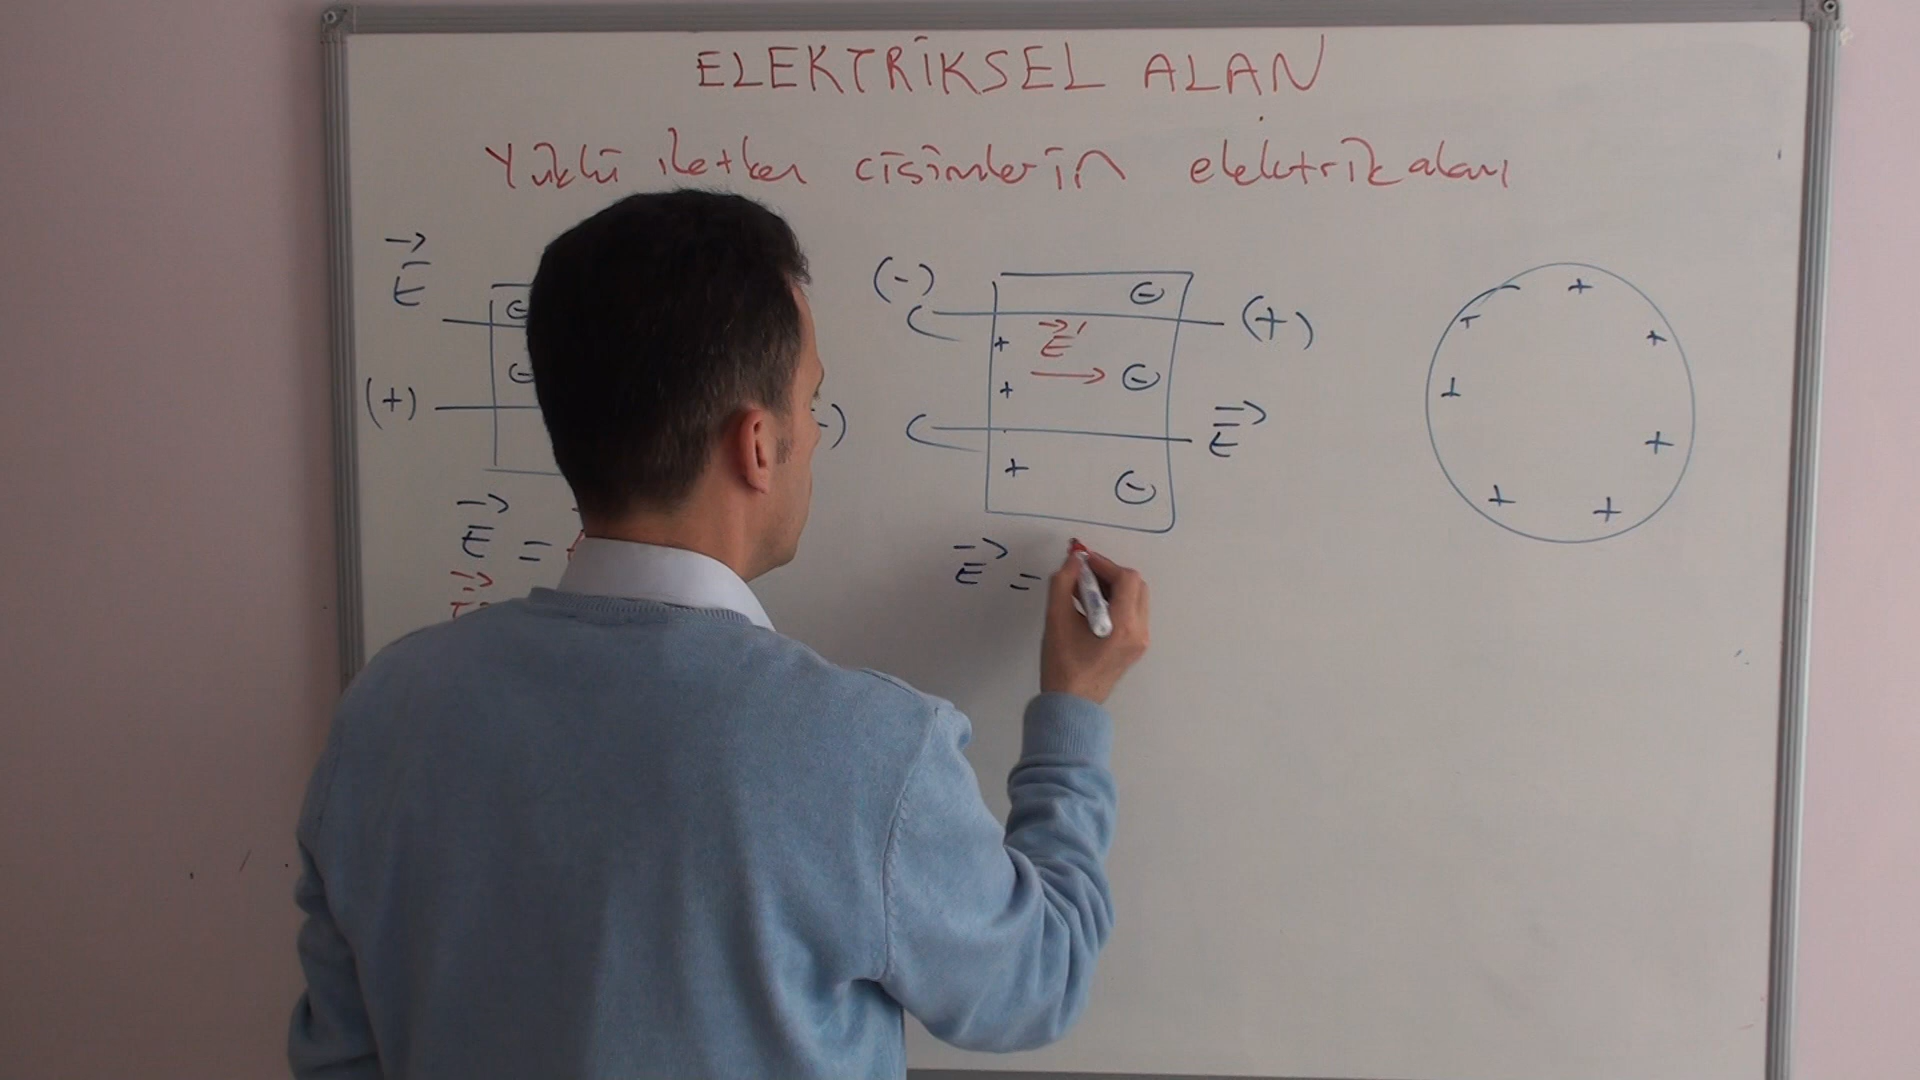 ELEKTRİKSEL ALAN
Yüklü iletken cisimlerin elektrik alanı
E
(+)
E =
(-)
(+)
E'
E
+
+
+
-
-
-
E =
+
+
+
+
+
+
+
-
-